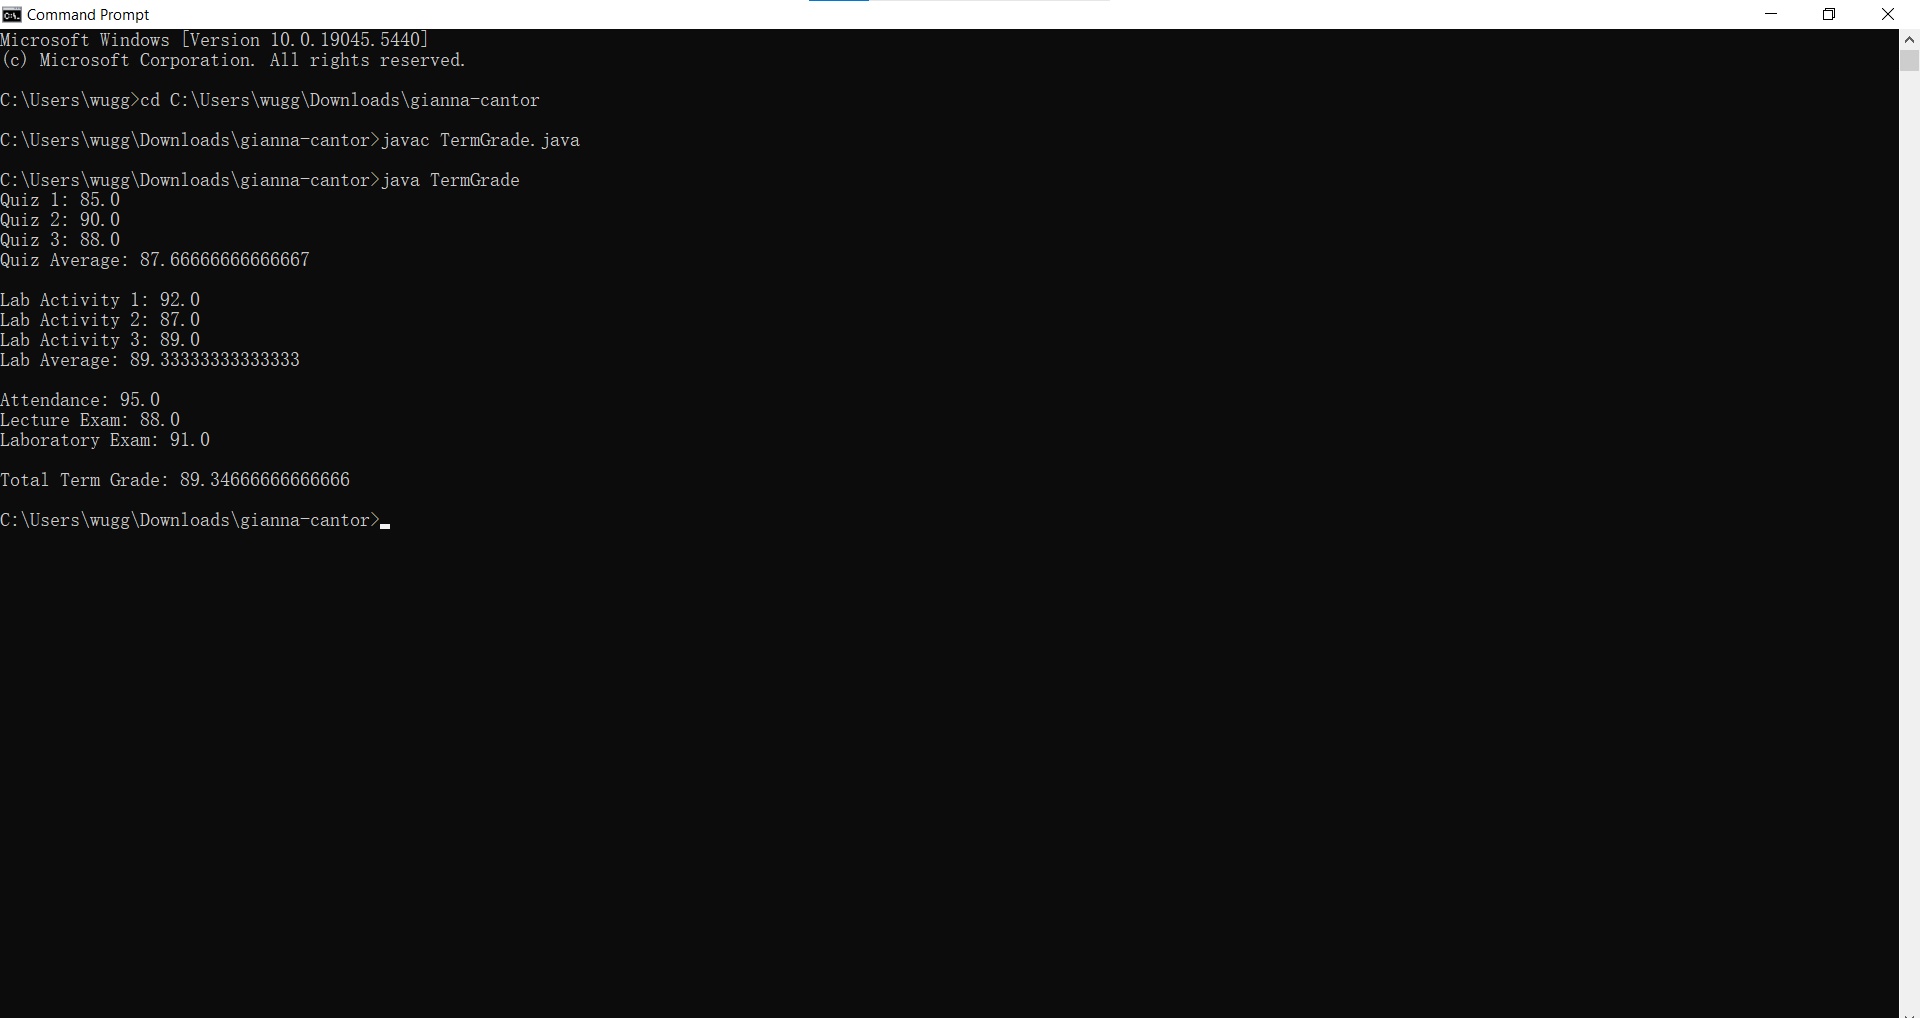 Command Prompt
Microsoft Windows [Version 10.0.19045.5440]
(c) Microsoft Corporation. All rights reserved.
C:\Users\wugg>cd C:\Users\wugg\Downloads\gianna-cantor
C:\Users\wugg\Downloads\gianna-cantor>javac TermGrade.java
C:\Users\wugg\Downloads\gianna-cantor>java TermGrade
Quiz 1: 85.0
Quiz 2: 90.0
Quiz 3: 88.0
Quiz Average: 87.66666666666667
Lab Activity 1: 92.0
Lab Activity 2: 87.0
Lab Activity 3: 89.0
Lab Average: 89.33333333333333
Attendance: 95.0
Lecture Exam: 88.0
Laboratory Exam: 91.0
Total Term Grade: 89.34666666666666
C:\Users\wugg\Downloads\gianna-cantor>